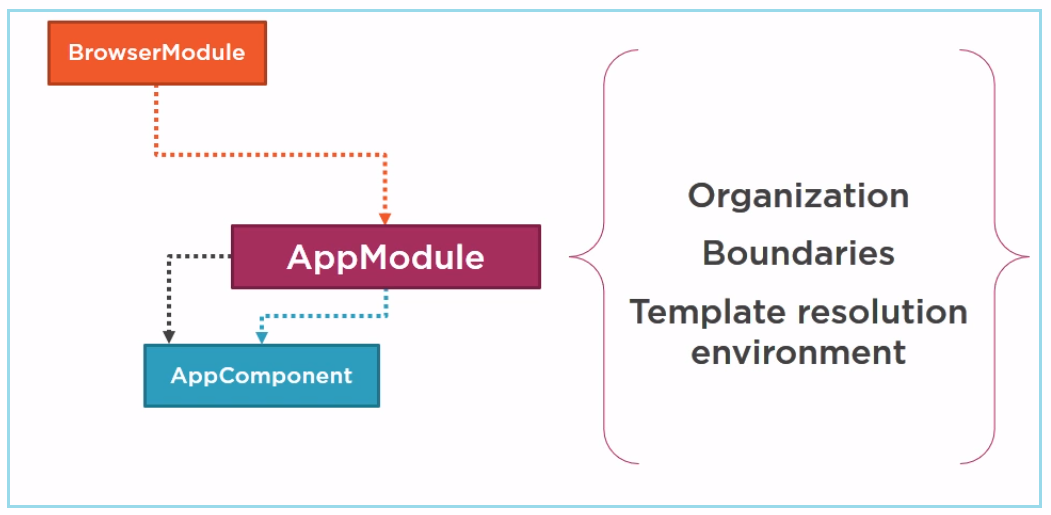 BrowserModule
AppModule
AppComponent
Organization
Boundaries
Template resolution
environment